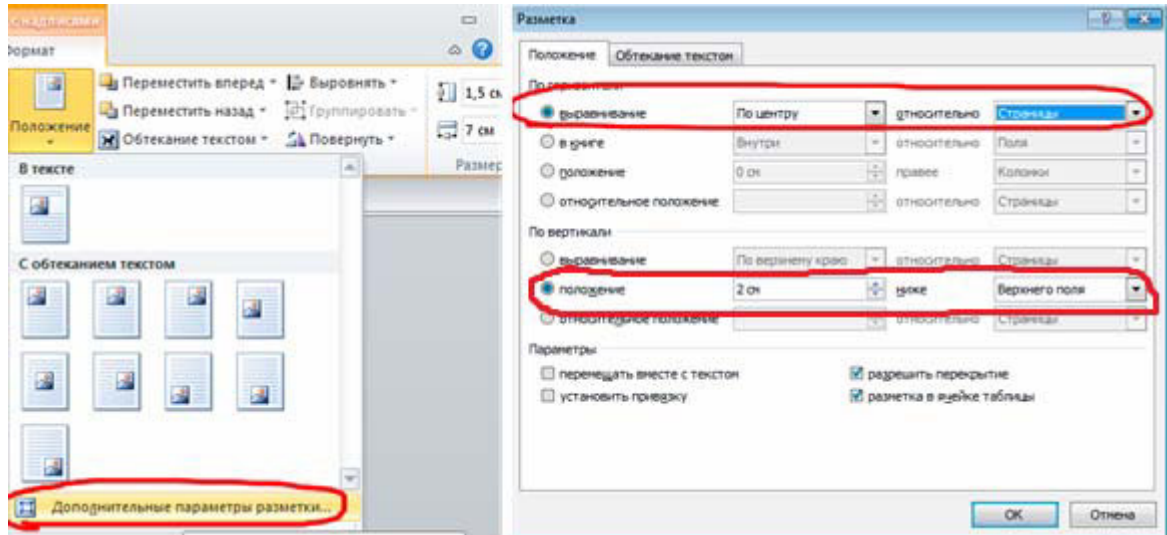 с надписями
Формат
Положение
Переместить вперед
Переместить назад
Обтекание текстом
Выровнять
Группировать
Повернуть
1,5 см
7 см
Размер
В тексте
С обтеканием текстом
Дополнительные параметры разметки...
Разметка
Положение Обтекание текстом
По горизонтали
выравнивание По центру относительно Страницы
в книге Внутри относительно Поля
положение 0 см правее Колонки
относительное положение относительно Страницы
По вертикали
выравнивание По верхнему краю относительно Страницы
положение 2 см ниже Верхнего поля
относительное положение относительно Страницы
Параметры
перемещать вместе с текстом разрешить перекрытие
установить привязку разметка в ячейке таблицы
ОК Отмена